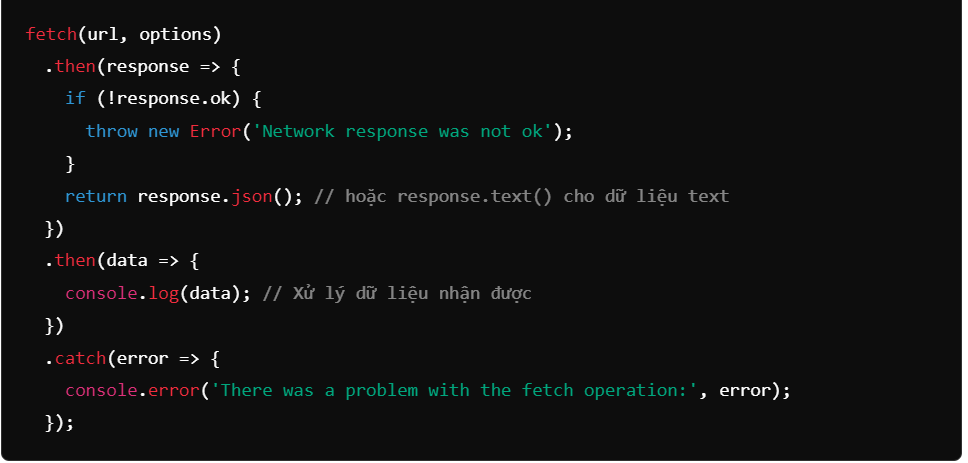 fetch(url, options)
  .then(response => {
    if (!response.ok) {
      throw new Error('Network response was not ok');
    }
    return response.json(); // hoặc response.text() cho dữ liệu text
  })
  .then(data => {
    console.log(data); // Xử lý dữ liệu nhận được
  })
  .catch(error => {
    console.error('There was a problem with the fetch operation:', error);
  });